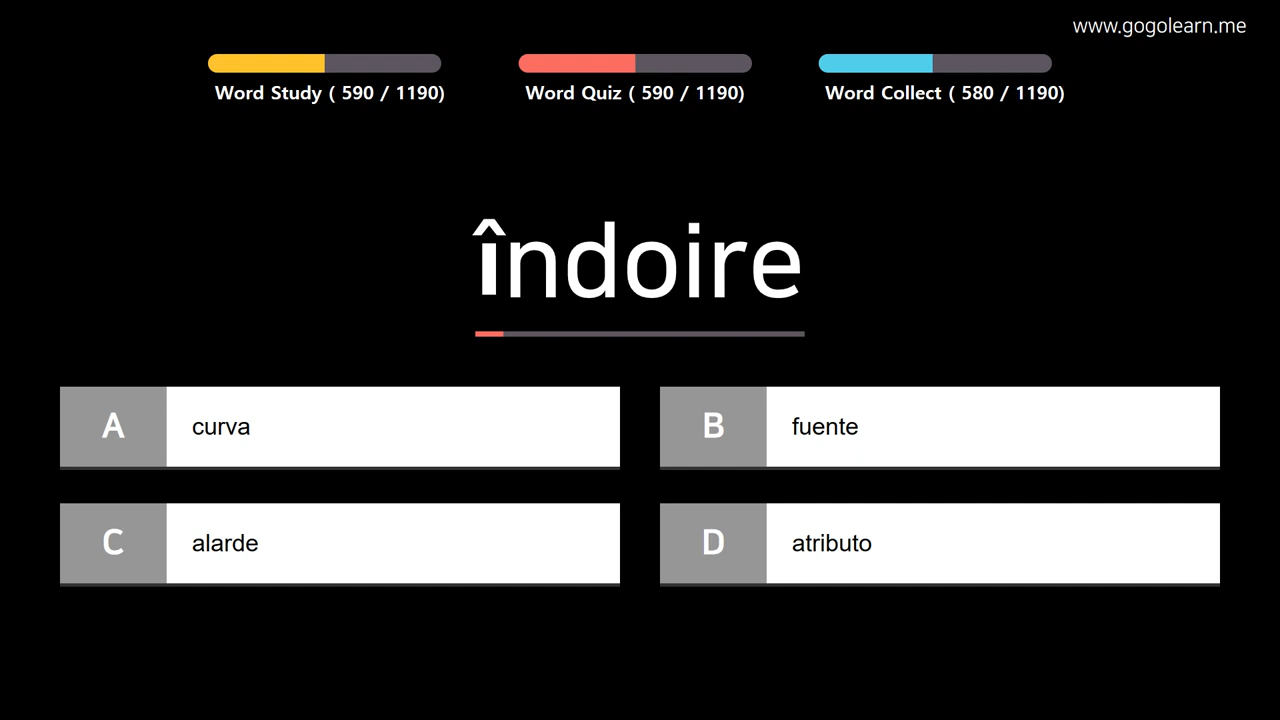 www.gogolearn.me
Word Study ( 590 / 1190)
Word Quiz ( 590 / 1190)
Word Collect ( 580 / 1190)
îndoire
A curva
B fuente
C alarde
D atributo